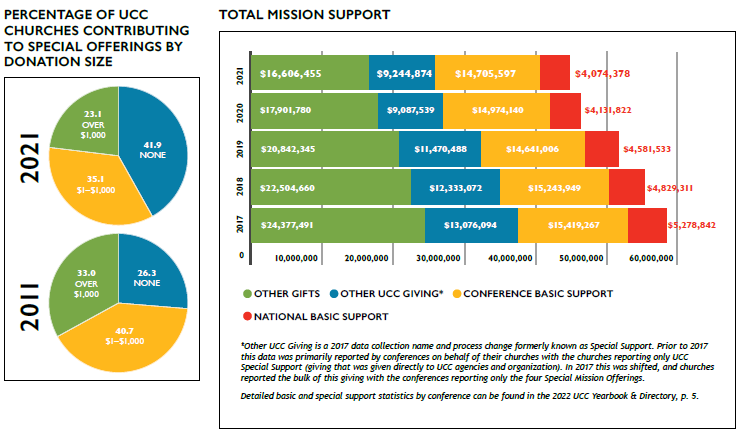 PERCENTAGE OF UCC
CHURCHES CONTRIBUTING
TO SPECIAL OFFERINGS BY
DONATION SIZE
2021
23.1
OVER
$1,000
41.9
NONE
35.1
$1–$1,000
2011
33.0
OVER
$1,000
26.3
NONE
40.7
$1–$1,000
TOTAL MISSION SUPPORT
2021 $16,606,455 $9,244,874 $14,705,597 $4,074,378
2020 $17,901,780 $9,087,539 $14,974,140 $4,131,822
2019 $20,842,345 $11,470,488 $14,641,006 $4,581,533
2018 $22,504,660 $12,333,072 $15,243,949 $4,829,311
2017 $24,377,491 $13,076,094 $15,419,267 $5,278,842
0 10,000,000 20,000,000 30,000,000 40,000,000 50,000,000 60,000,000
OTHER GIFTS OTHER UCC GIVING* CONFERENCE BASIC SUPPORT
NATIONAL BASIC SUPPORT
*Other UCC Giving is a 2017 data collection name and process change formerly known as Special Support. Prior to 2017
this data was primarily reported by conferences on behalf of their churches with the churches reporting only UCC
Special Support (giving that was given directly to UCC agencies and organization). In 2017 this was shifted, and churches
reported the bulk of this giving with the conferences reporting only the four Special Mission Offerings.
Detailed basic and special support statistics by conference can be found in the 2022 UCC Yearbook & Directory, p. 5.